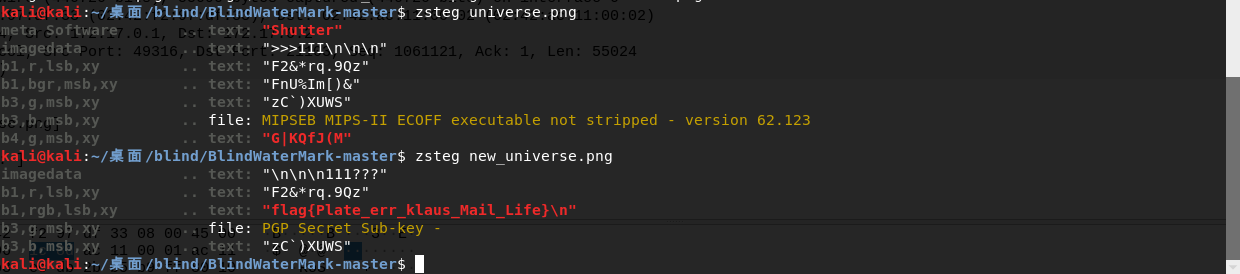 kali@kali:~/桌面/blind/BlindWaterMark-master$ zsteg universe.png
meta Software .. text: "Shutter"
imagedata .. text: ">>>III\n\n\n"
b1,r,lsb,xy .. text: "F2&*rq.9Qz"
b1,bgr,msb,xy .. text: "FnU%Im[)&"
b3,g,msb,xy .. text: "zC`)XUWS"
b3,b,msb,xy .. file: MIPSEB MIPS-II ECOFF executable not stripped - version 62.123
b4,g,msb,xy .. text: "G|KQfJ(M"
kali@kali:~/桌面/blind/BlindWaterMark-master$ zsteg new_universe.png
imagedata .. text: "\n\n\n111???"
b1,r,lsb,xy .. text: "F2&*rq.9Qz"
b1,rgb,lsb,xy .. text: "flag{Plate_err_klaus_Mail_Life}\n"
b3,g,msb,xy .. file: PGP Secret Sub-key -
b3,b,msb,xy .. text: "zC`)XUWS"
kali@kali:~/桌面/blind/BlindWaterMark-master$